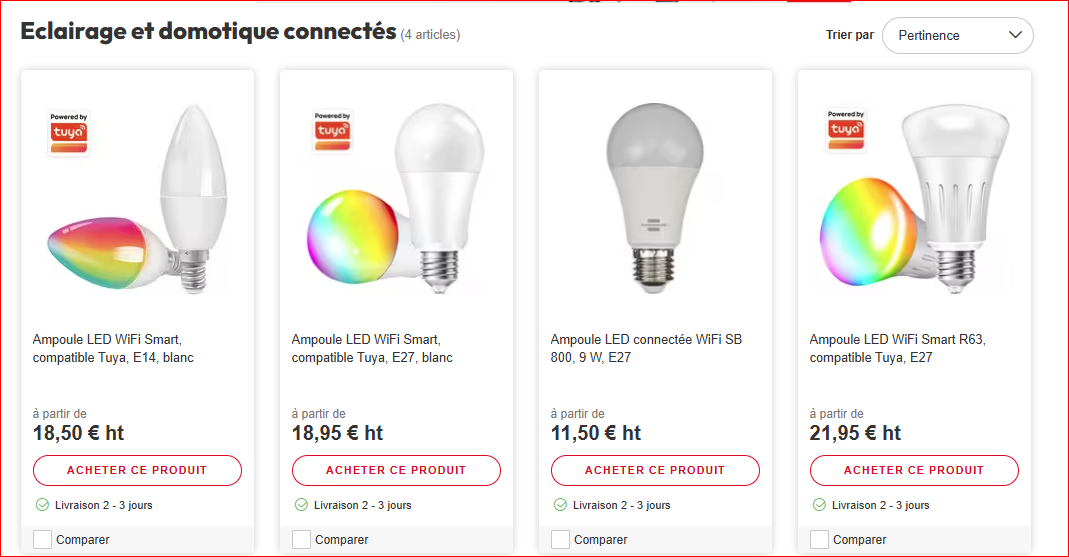 Eclairage et domotique connectés (4 articles)
Trier par
Pertinence
Powered by
tuya
Ampoule LED WiFi Smart,
compatible Tuya, E14, blanc
à partir de
18,50 € ht
ACHETER CE PRODUIT
Livraison 2 - 3 jours
Comparer
Powered by
tuya
Ampoule LED WiFi Smart,
compatible Tuya, E27, blanc
à partir de
18,95 € ht
ACHETER CE PRODUIT
Livraison 2 - 3 jours
Comparer
Ampoule LED connectée WiFi SB
800, 9 W, E27
à partir de
11,50 € ht
ACHETER CE PRODUIT
Livraison 2 - 3 jours
Comparer
Powered by
tuya
Ampoule LED WiFi Smart R63,
compatible Tuya, E27
à partir de
21,95 € ht
ACHETER CE PRODUIT
Livraison 2 - 3 jours
Comparer